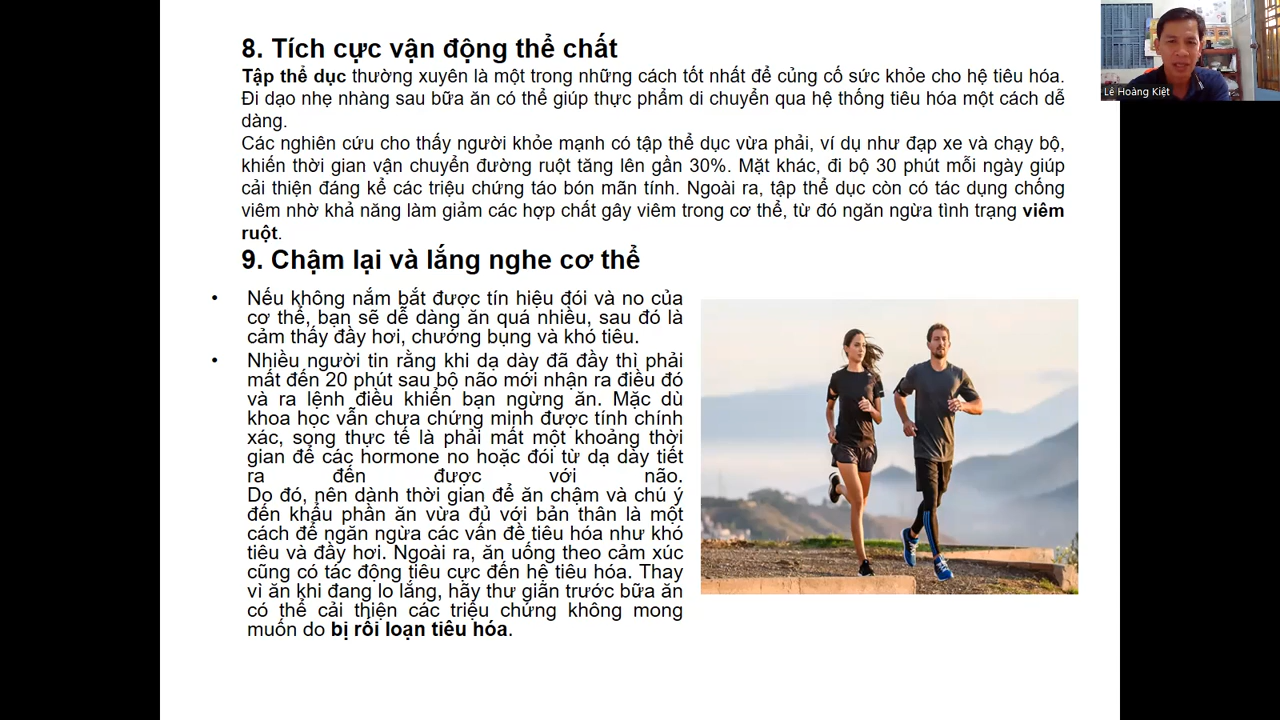 8. Tích cực vận động thể chất
Tập thể dục thường xuyên là một trong những cách tốt nhất để củng cố sức khỏe cho hệ tiêu hóa.
Đi dạo nhẹ nhàng sau bữa ăn có thể giúp thực phẩm di chuyển qua hệ thống tiêu hóa một cách dễ
dàng.
Các nghiên cứu cho thấy người khỏe mạnh có tập thể dục vừa phải, ví dụ như đạp xe và chạy bộ,
khiến thời gian vận chuyển đường ruột tăng lên gần 30%. Mặt khác, đi bộ 30 phút mỗi ngày giúp
cải thiện đáng kể các triệu chứng táo bón mãn tính. Ngoài ra, tập thể dục còn có tác dụng chống
viêm nhờ khả năng làm giảm các hợp chất gây viêm trong cơ thể, từ đó ngăn ngừa tình trạng viêm
ruột.
9. Chậm lại và lắng nghe cơ thể
• Nếu không nắm bắt được tín hiệu đói và no của
cơ thể, bạn sẽ dễ dàng ăn quá nhiều, sau đó là
cảm thấy đầy hơi, chướng bụng và khó tiêu.
• Nhiều người tin rằng khi dạ dày đã đầy thì phải
mất đến 20 phút sau bộ não mới nhận ra điều đó
và ra lệnh điều khiển bạn ngừng ăn. Mặc dù
khoa học vẫn chưa chứng minh được tính chính
xác, song thực tế là phải mất một khoảng thời
gian để các hormone no hoặc đói từ dạ dày tiết
ra đến được với não.
Do đó, nên dành thời gian để ăn chậm và chú ý
đến khẩu phần ăn vừa đủ với bản thân là một
cách để ngăn ngừa các vấn đề tiêu hóa như khó
tiêu và đầy hơi. Ngoài ra, ăn uống theo cảm xúc
cũng có tác động tiêu cực đến hệ tiêu hóa. Thay
vì ăn khi đang lo lắng, hãy thư giãn trước bữa ăn
có thể cải thiện các triệu chứng không mong
muốn do bị rối loạn tiêu hóa.
Lê Hoàng Kiệt